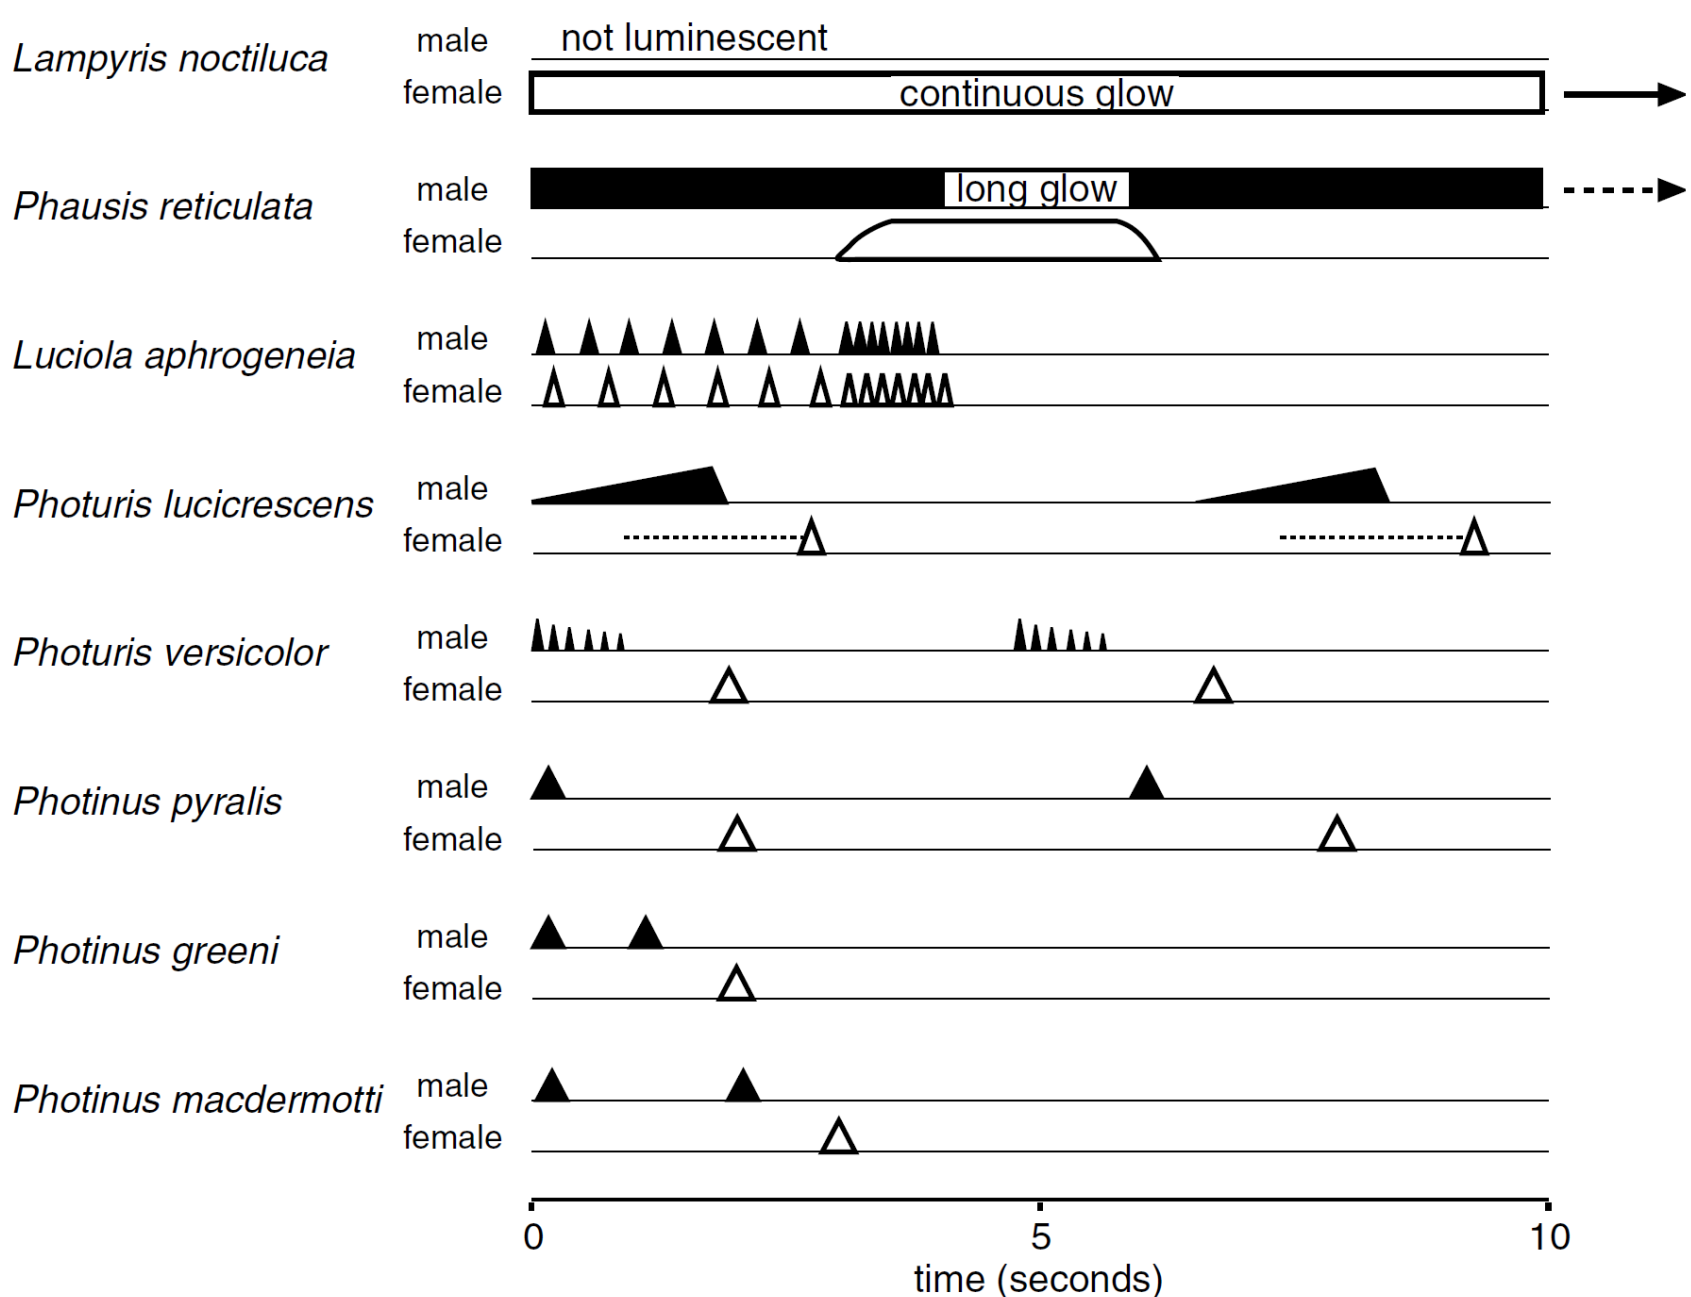 Lampyris noctiluca
male
not luminescent
female
continuous glow
Phausis reticulata
male
long glow
female
Luciola aphrogeneia
male
female
Photuris lucicrescens
male
female
Photuris versicolor
male
female
Photinus pyralis
male
female
Photinus greeni
male
female
Photinus macdermotti
male
female
0 5 10
time (seconds)